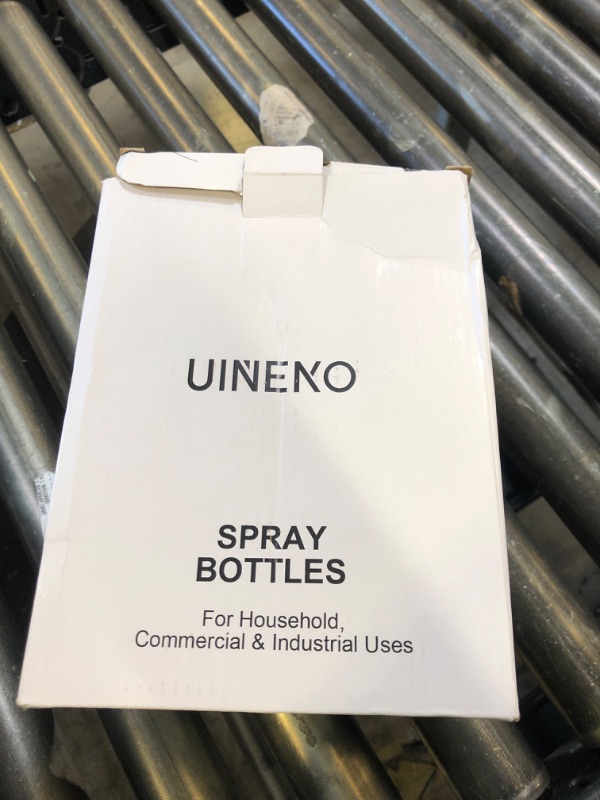 UINEKO
SPRAY
BOTTLES
For Household,
Commercial & Industrial Uses